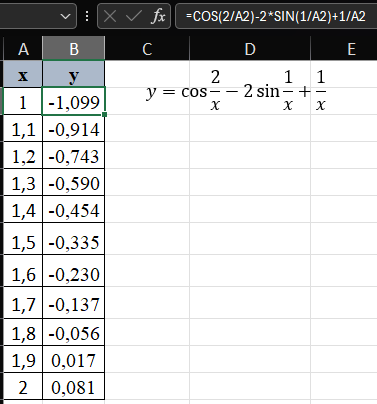 fx =COS(2/A2)-2*SIN(1/A2)+1/A2
A B C D E
x y
1 -1,099
1,1 -0,914
1,2 -0,743
1,3 -0,590
1,4 -0,454
1,5 -0,335
1,6 -0,230
1,7 -0,137
1,8 -0,056
1,9 0,017
2 0,081
y = cos 2/x − 2 sin 1/x + 1/x